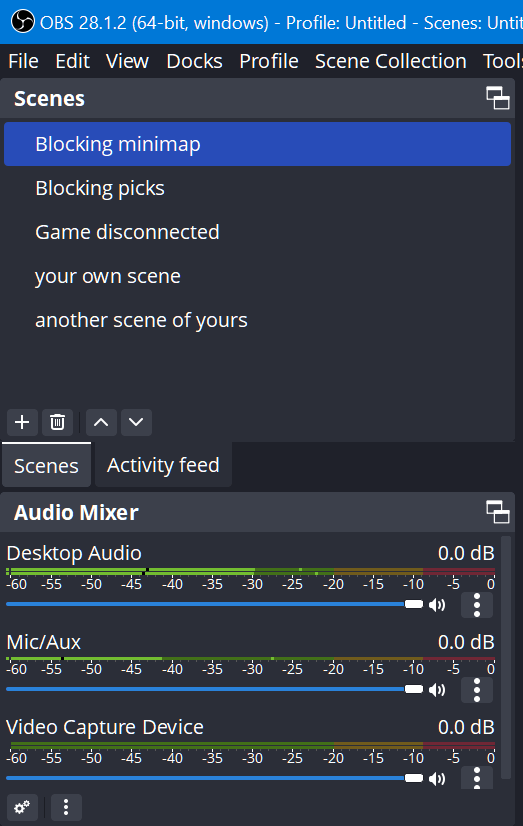 OBS 28.1.2 (64-bit, windows) - Profile: Untitled - Scenes: Untit
File Edit View Docks Profile Scene Collection Tools
Scenes
Blocking minimap
Blocking picks
Game disconnected
your own scene
another scene of yours
Scenes Activity feed
Audio Mixer
Desktop Audio 0.0 dB
-60 -55 -50 -45 -40 -35 -30 -25 -20 -15 -10 -5 0
Mic/Aux 0.0 dB
-60 -55 -50 -45 -40 -35 -30 -25 -20 -15 -10 -5 0
Video Capture Device 0.0 dB
-60 -55 -50 -45 -40 -35 -30 -25 -20 -15 -10 -5 0